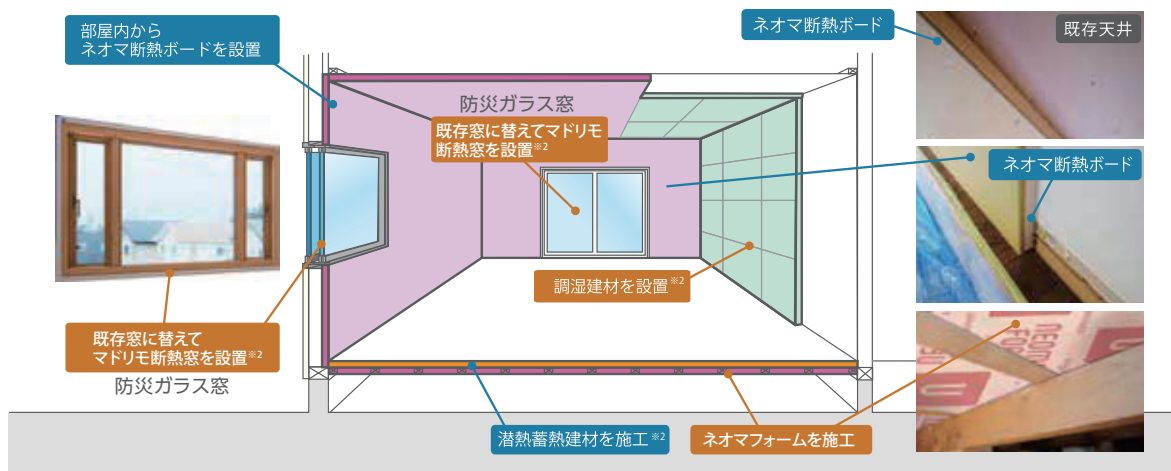 部屋内から
ネオマ断熱ボードを設置
ネオマ断熱ボード
既存天井
防災ガラス窓
既存窓に替えてマドリモ
断熱窓を設置※2
ネオマ断熱ボード
調湿建材を設置※2
既存窓に替えて
マドリモ断熱窓を設置※2
防災ガラス窓
潜熱蓄熱建材を施工※2
ネオマフォームを施工